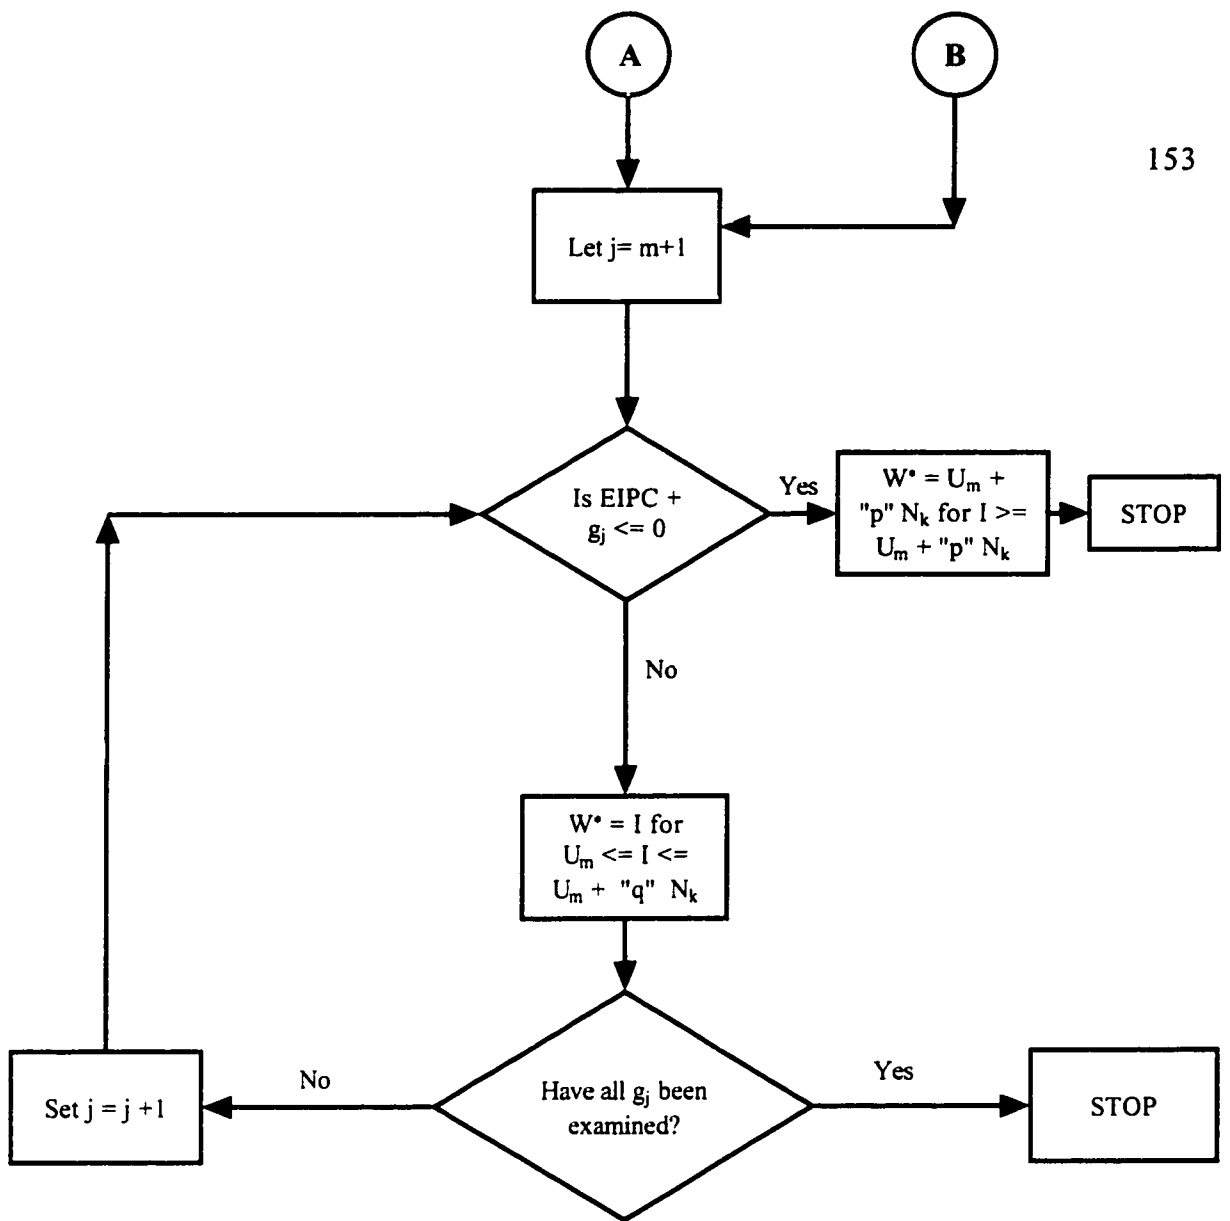 A
B
153
Let j= m+1
Is EIPC +
gj <= 0
Yes
W* = Um +
"p" Nk for I >=
Um + "p" Nk
STOP
No
W* = I for
Um <= I <=
Um + "q" Nk
Have all gj been
examined?
No
Set j = j +1
Yes
STOP